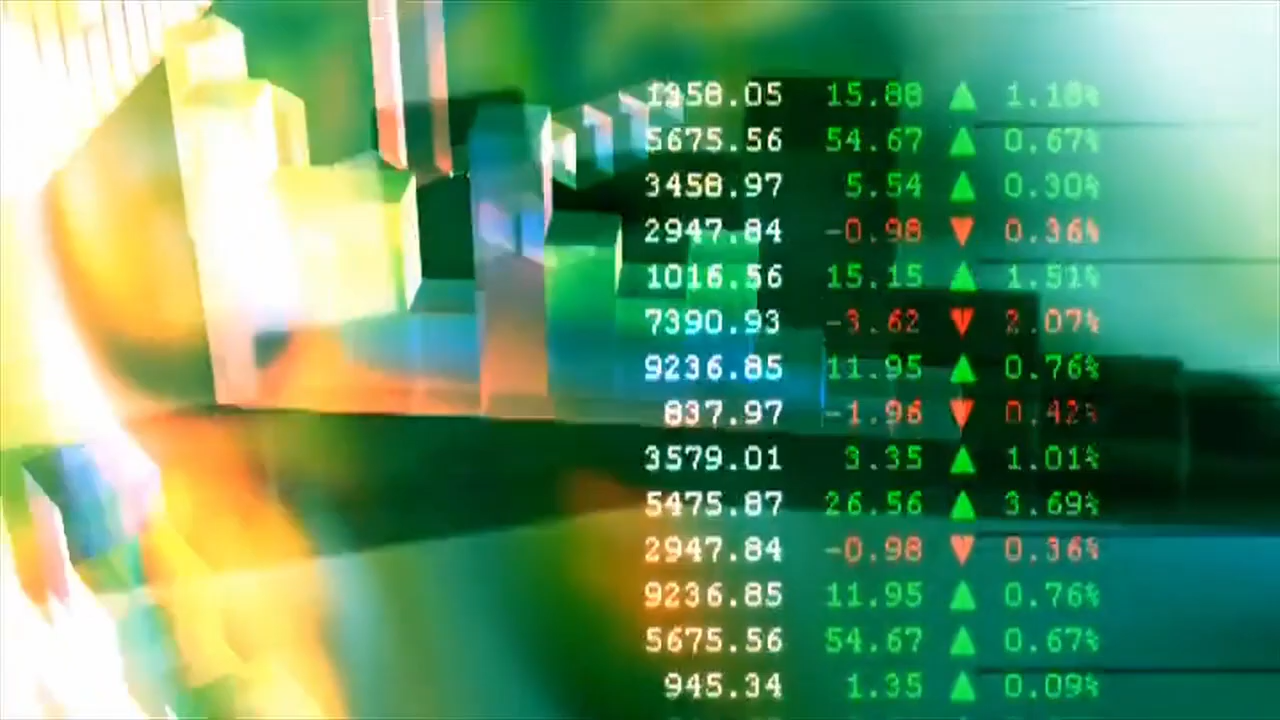 1358.05 15.88 ▲ 1.18%
5675.56 54.67 ▲ 0.67%
3458.97 5.54 ▲ 0.30%
2947.84 -0.98 ▼ 0.36%
1016.56 15.15 ▲ 1.51%
7390.93 -3.62 ▼ 2.07%
9236.85 11.95 ▲ 0.76%
837.97 -1.96 ▼ 0.42%
3579.01 3.35 ▲ 1.01%
5475.87 26.56 ▲ 3.69%
2947.84 -0.98 ▼ 0.36%
9236.85 11.95 ▲ 0.76%
5675.56 54.67 ▲ 0.67%
945.34 1.35 ▲ 0.09%